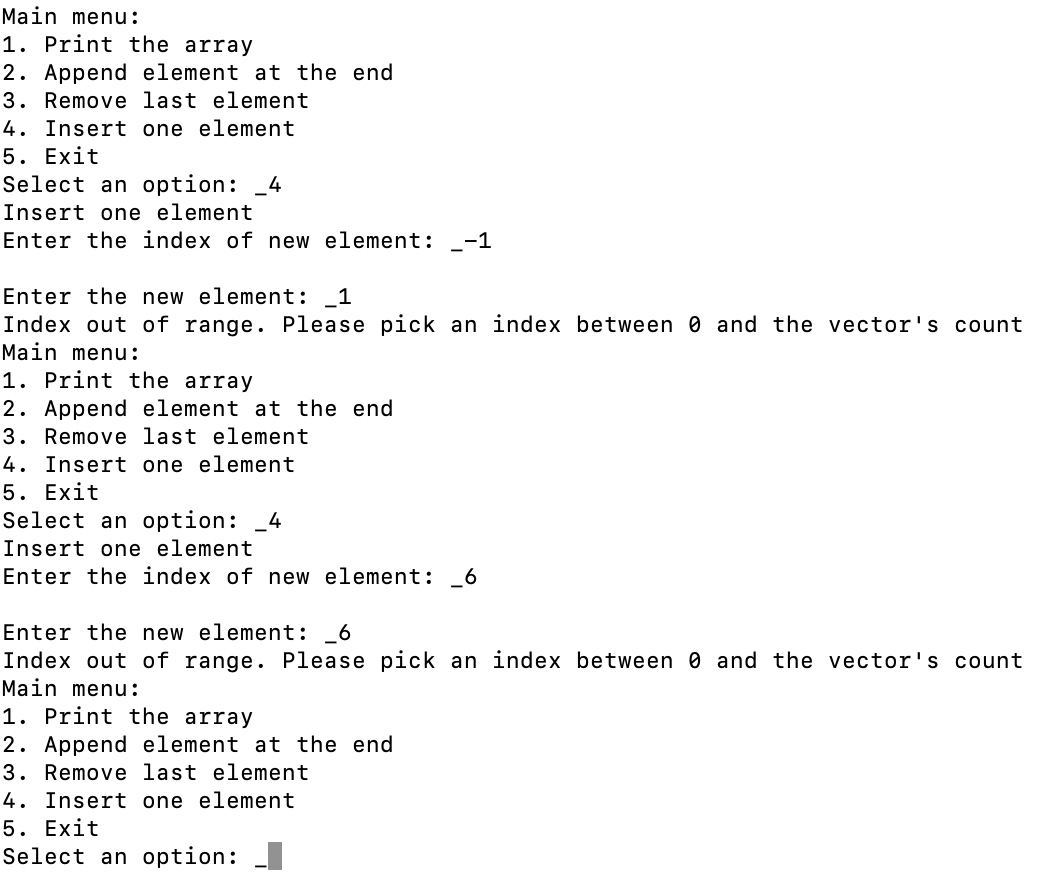 Main menu:
1. Print the array
2. Append element at the end
3. Remove last element
4. Insert one element
5. Exit
Select an option: _4
Insert one element
Enter the index of new element: _-1
Enter the new element: _1
Index out of range. Please pick an index between 0 and the vector's count
Main menu:
1. Print the array
2. Append element at the end
3. Remove last element
4. Insert one element
5. Exit
Select an option: _4
Insert one element
Enter the index of new element: _6
Enter the new element: _6
Index out of range. Please pick an index between 0 and the vector's count
Main menu:
1. Print the array
2. Append element at the end
3. Remove last element
4. Insert one element
5. Exit
Select an option: _